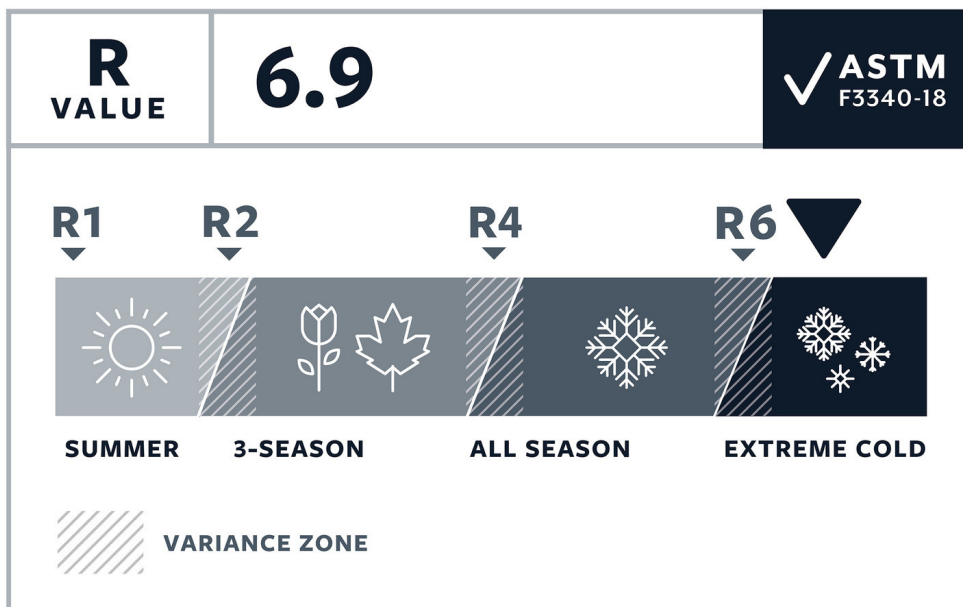 R
VALUE
6.9
ASTM
F3340-18
R1
R2
R4
R6
SUMMER
3-SEASON
ALL SEASON
EXTREME COLD
VARIANCE ZONE